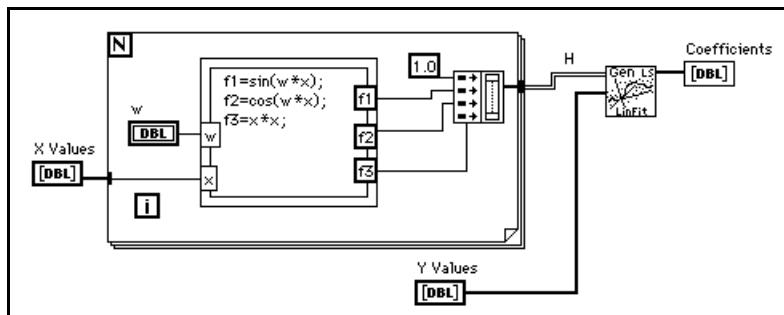 N
f1=sin(w*x);
f2=cos(w*x);
f3=x*x;
1.0
H
Gen LS
LinFit
Coefficients
[DBL]
f1
f2
f3
w
DBL
w
X Values
[DBL]
x
i
Y Values
[DBL]